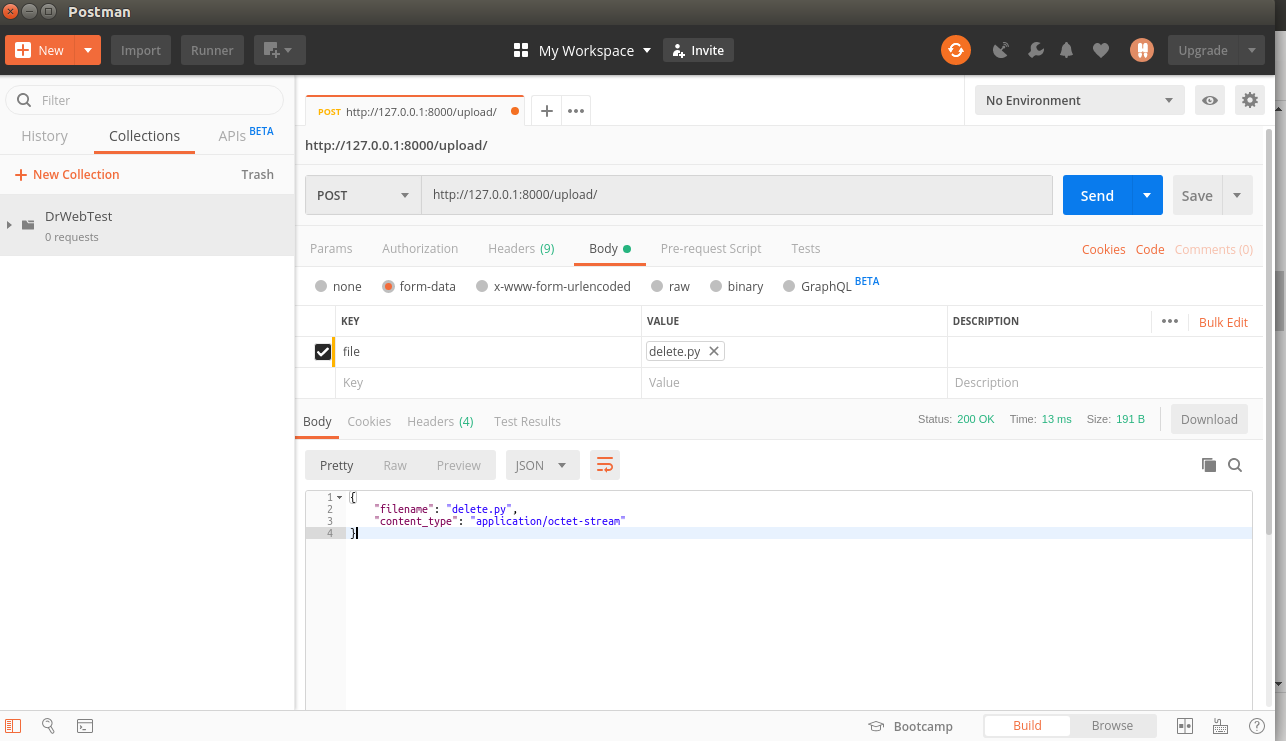 Postman
New Import Runner My Workspace Invite Upgrade
Filter
History Collections APIs BETA
+ New Collection Trash
DrWebTest
0 requests
POST http://127.0.0.1:8000/upload/ No Environment
http://127.0.0.1:8000/upload/
POST http://127.0.0.1:8000/upload/ Send Save
Params Authorization Headers (9) Body Pre-request Script Tests Cookies Code Comments (0)
none form-data x-www-form-urlencoded raw binary GraphQL BETA
KEY VALUE DESCRIPTION Bulk Edit
file delete.py
Key Value Description
Body Cookies Headers (4) Test Results Status: 200 OK Time: 13 ms Size: 191 B Download
Pretty Raw Preview JSON
1 {
2 "filename": "delete.py",
3 "content_type": "application/octet-stream"
4 }
Bootcamp Build Browse